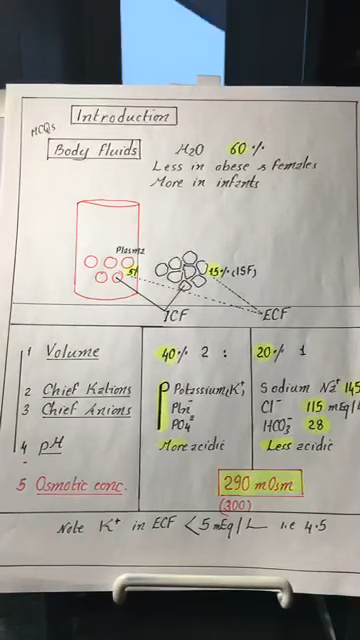 Introduction
MCQs
Body fluids
H2O 60%
Less in obese & females
More in infants
Plasma
5%
15% (ISF)
ICF
ECF
1 Volume 40% 2 : 20% 1
2 Chief Kations Potassium (K+) Sodium Na+ 145
3 Chief Anions Ptn- Cl- 115 mEq/L
PO4= HCO3- 28
4 pH More acidic Less acidic
5 Osmotic conc. 290 mOsm
(300)
Note K+ in ECF < 5 mEq/L i.e 4.5